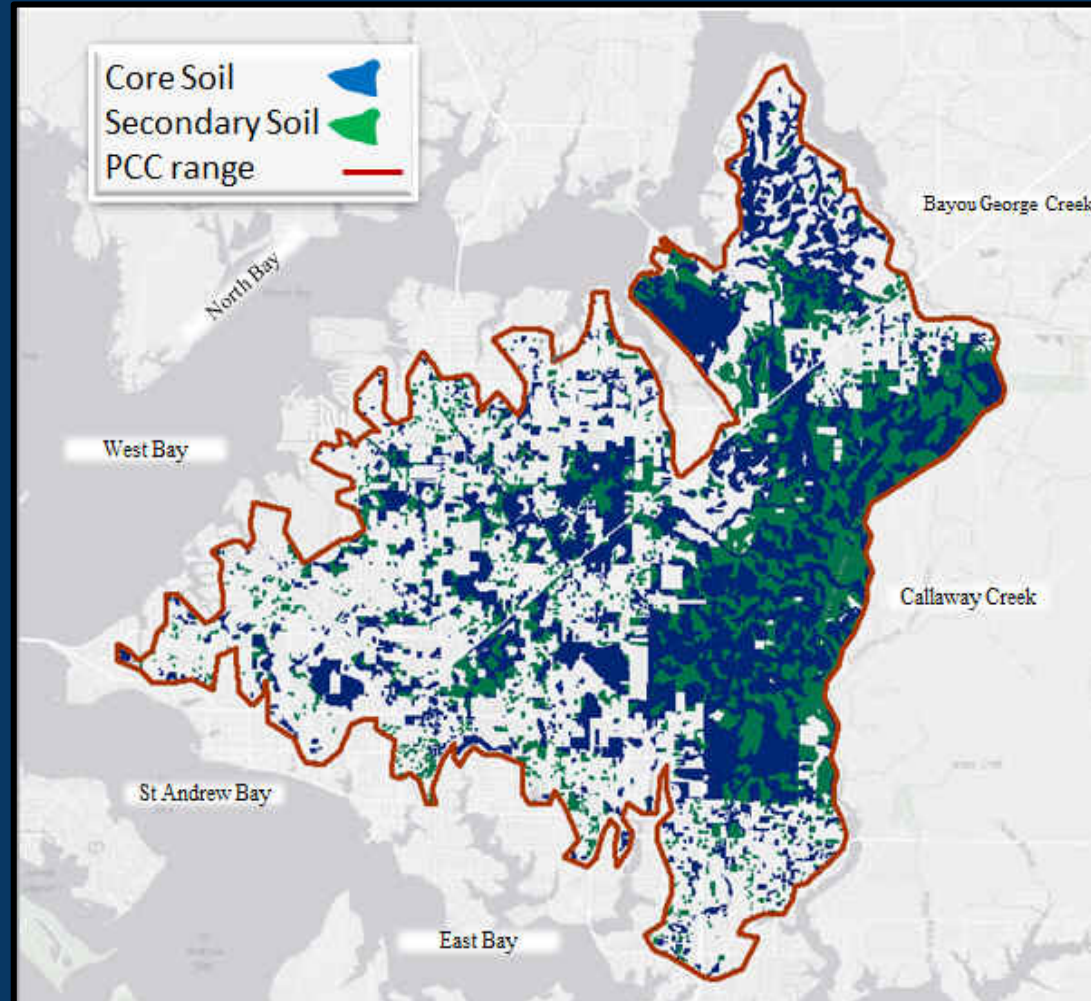 Core Soil
Secondary Soil
PCC range
Bayou George Creek
North Bay
West Bay
Callaway Creek
St Andrew Bay
East Bay